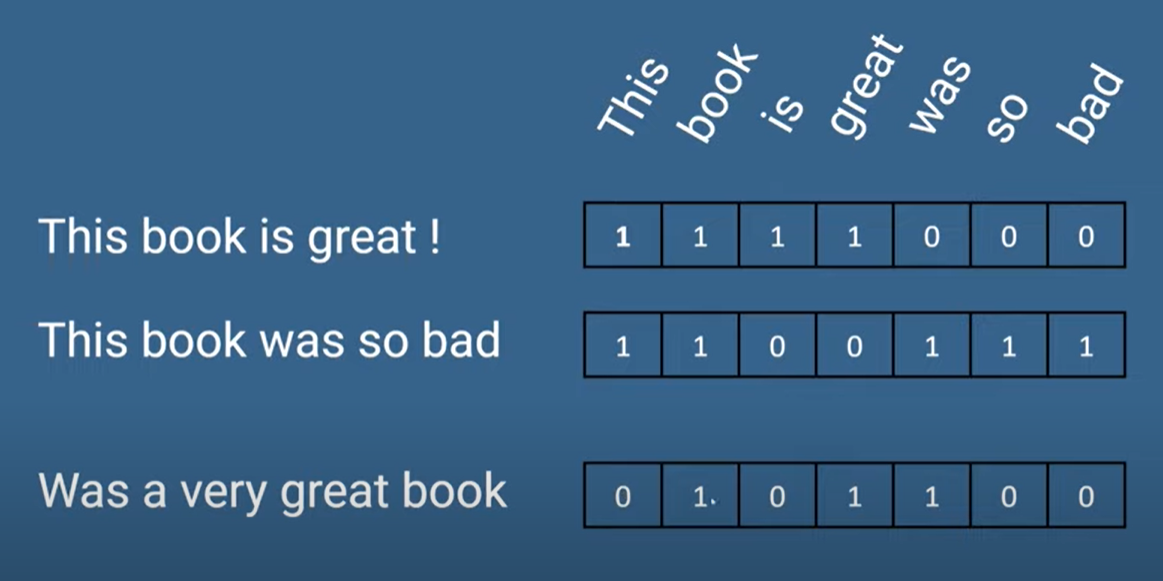 This book is great was so bad
This book is great ! 1 1 1 1 0 0 0
This book was so bad 1 1 0 0 1 1 1
Was a very great book 0 1 0 1 1 0 0